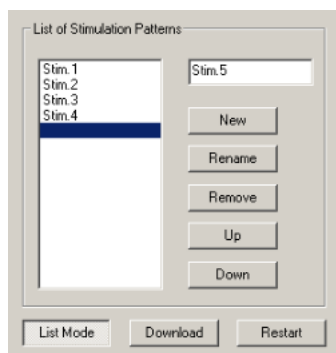 List of Stimulation Patterns
Stim.1
Stim.2
Stim.3
Stim.4
Stim.5
New
Rename
Remove
Up
Down
List Mode
Download
Restart